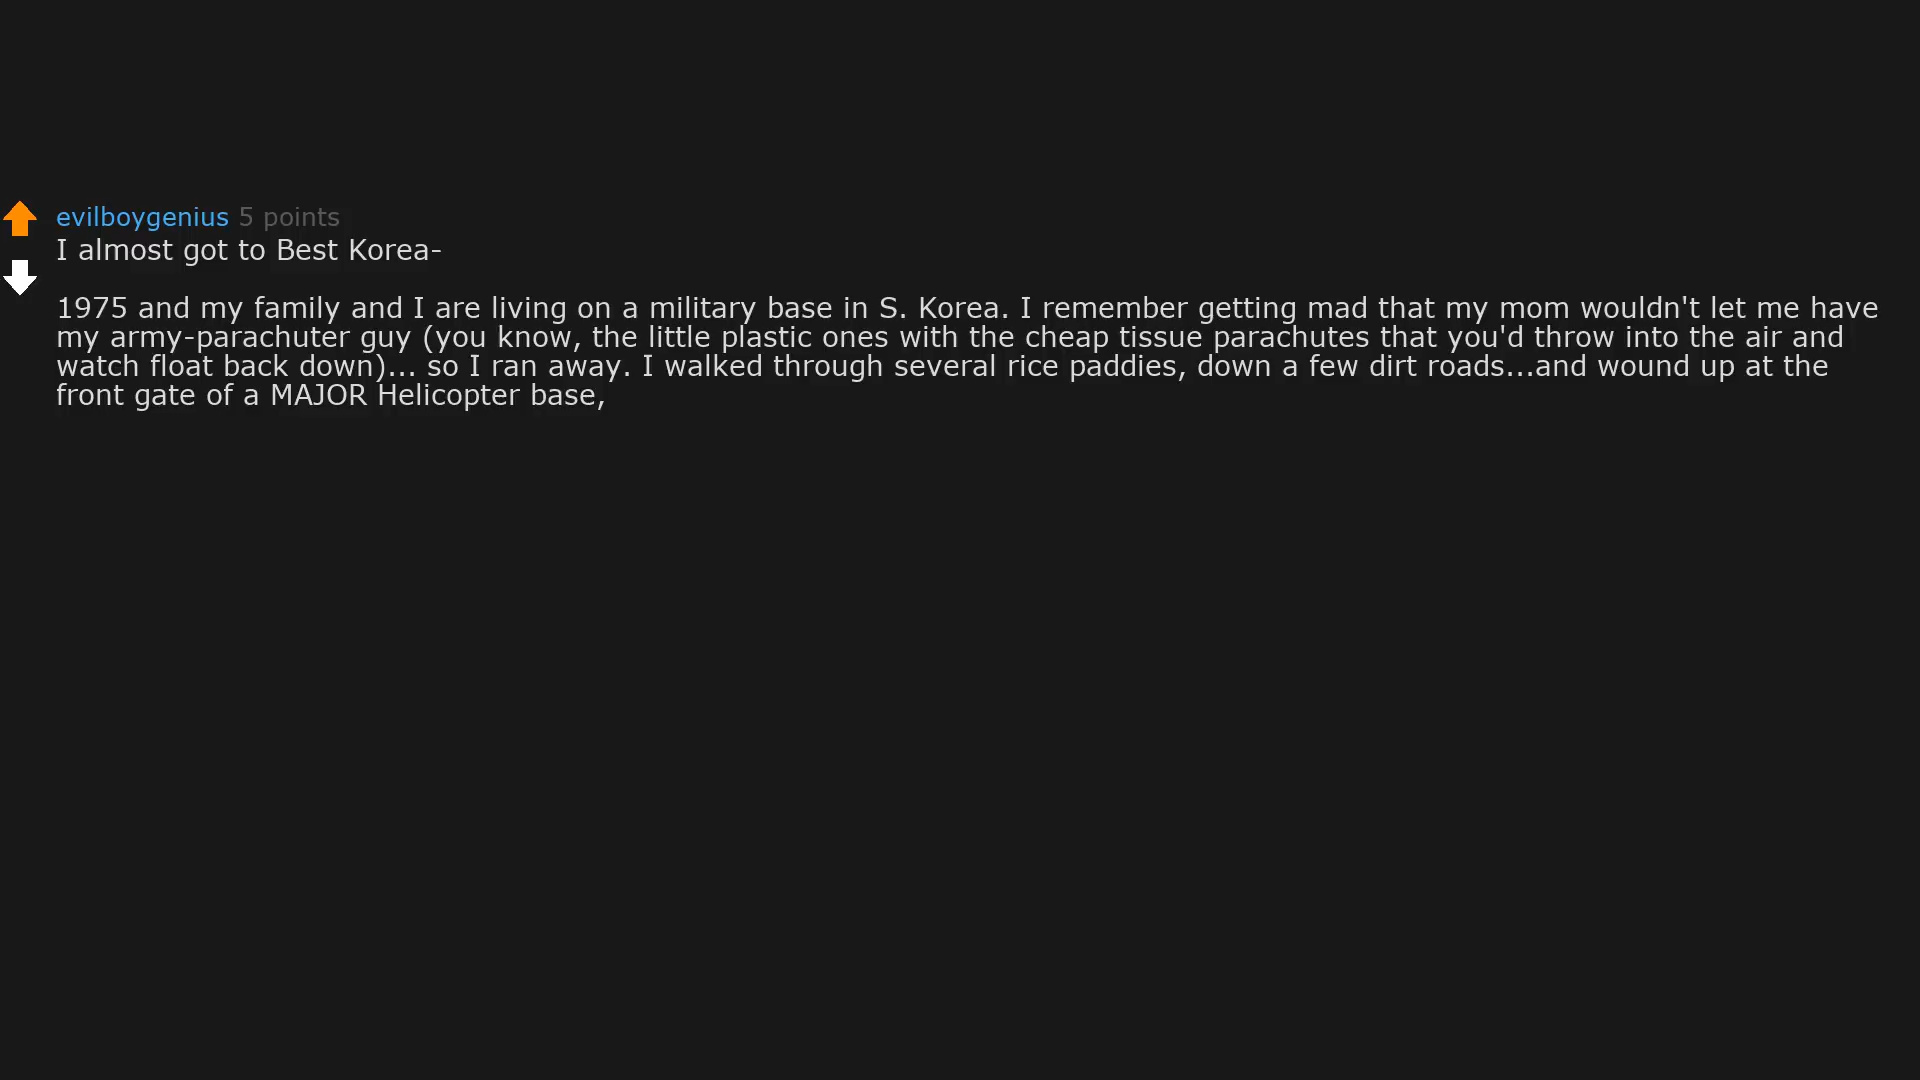 evilboygenius 5 points
I almost got to Best Korea-
1975 and my family and I are living on a military base in S. Korea. I remember getting mad that my mom wouldn't let me have
my army-parachuter guy (you know, the little plastic ones with the cheap tissue parachutes that you'd throw into the air and
watch float back down)... so I ran away. I walked through several rice paddies, down a few dirt roads...and wound up at the
front gate of a MAJOR Helicopter base,